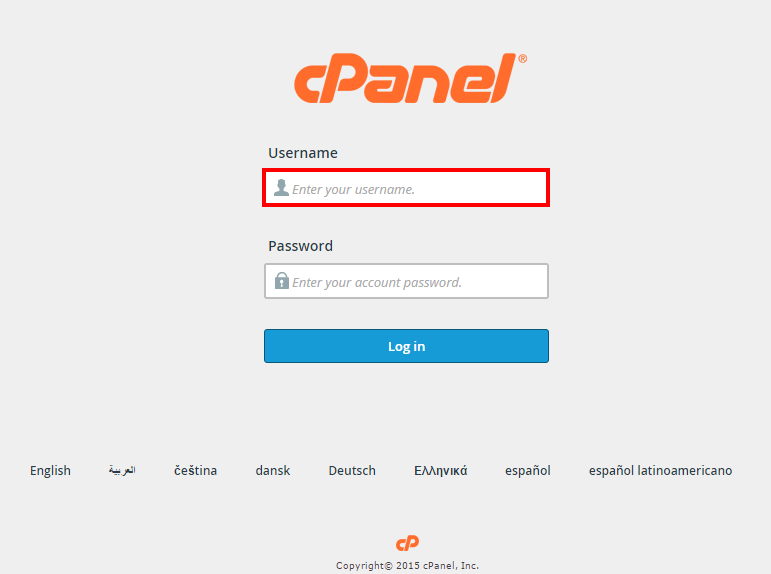 cPanel®
Username
Enter your username.
Password
Enter your account password.
Log in
English العربية čeština dansk Deutsch Ελληνικά español español latinoamericano
cP
Copyright© 2015 cPanel, Inc.